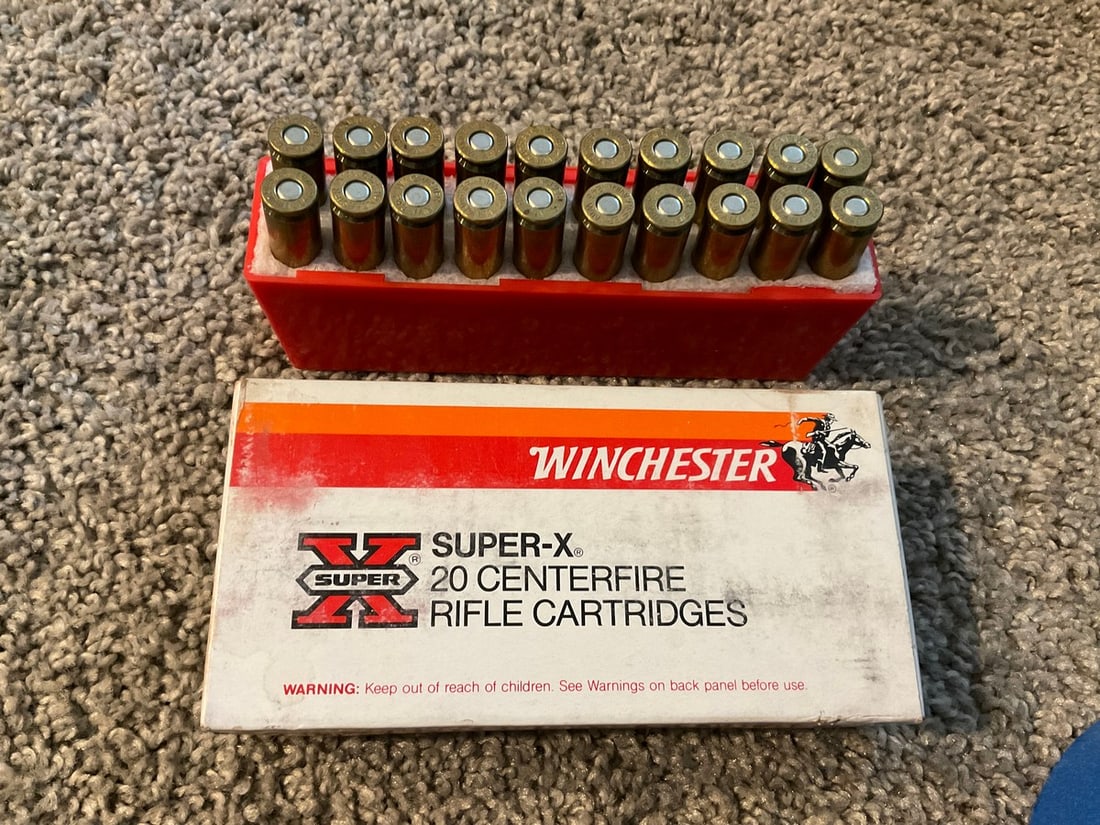 WINCHESTER
®
X SUPER ®
SUPER-X®
20 CENTERFIRE
RIFLE CARTRIDGES
WARNING: Keep out of reach of children. See Warnings on back panel before use.